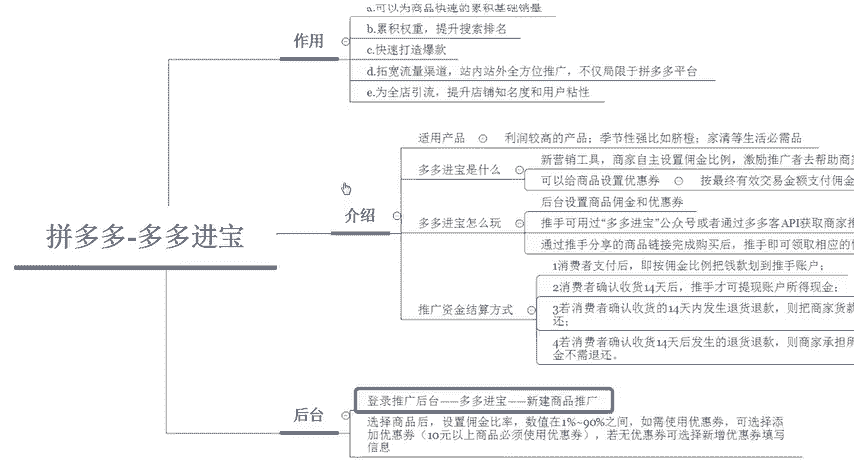 a.可以为商品快速的累积基础销量
作用
b.累积权重，提升搜索排名
c.快速打造爆款
d.拓宽流量渠道，站内站外全方位推广，不仅局限于拼多多平台
e.为全店引流，提升店铺知名度和用户粘性
适用产品
利润较高的产品；季节性强比如脐橙；家清等生活必需品
多多进宝是什么
新营销工具，商家自主设置佣金比例，激励推广者去帮助商家
可以给商品设置优惠券
按最终有效交易金额支付佣金
介绍
后台设置商品佣金和优惠券
多多进宝怎么玩
推手可用过“多多进宝”公众号或者通过多多客API获取商家推
通过推手分享的商品链接完成购买后，推手即可领取相应的
拼多多-多多进宝
1消费者支付后，即按佣金比例把钱款划到推手账户；
2消费者确认收货14天后，推手才可提现账户所得现金；
推广资金结算方式
3若消费者确认收货的14天内发生退货退款，则把商家货款
还；
4若消费者确认收货14天后发生的退货退款，则商家承担所
金不需退还。
后台
登录推广后台——多多进宝——新建商品推广
选择商品后，设置佣金比率，数值在1%~90%之间，如需使用优惠券，可选择添
加优惠券（10元以上商品必须使用优惠券），若无优惠券可选择新增优惠券填写
信息